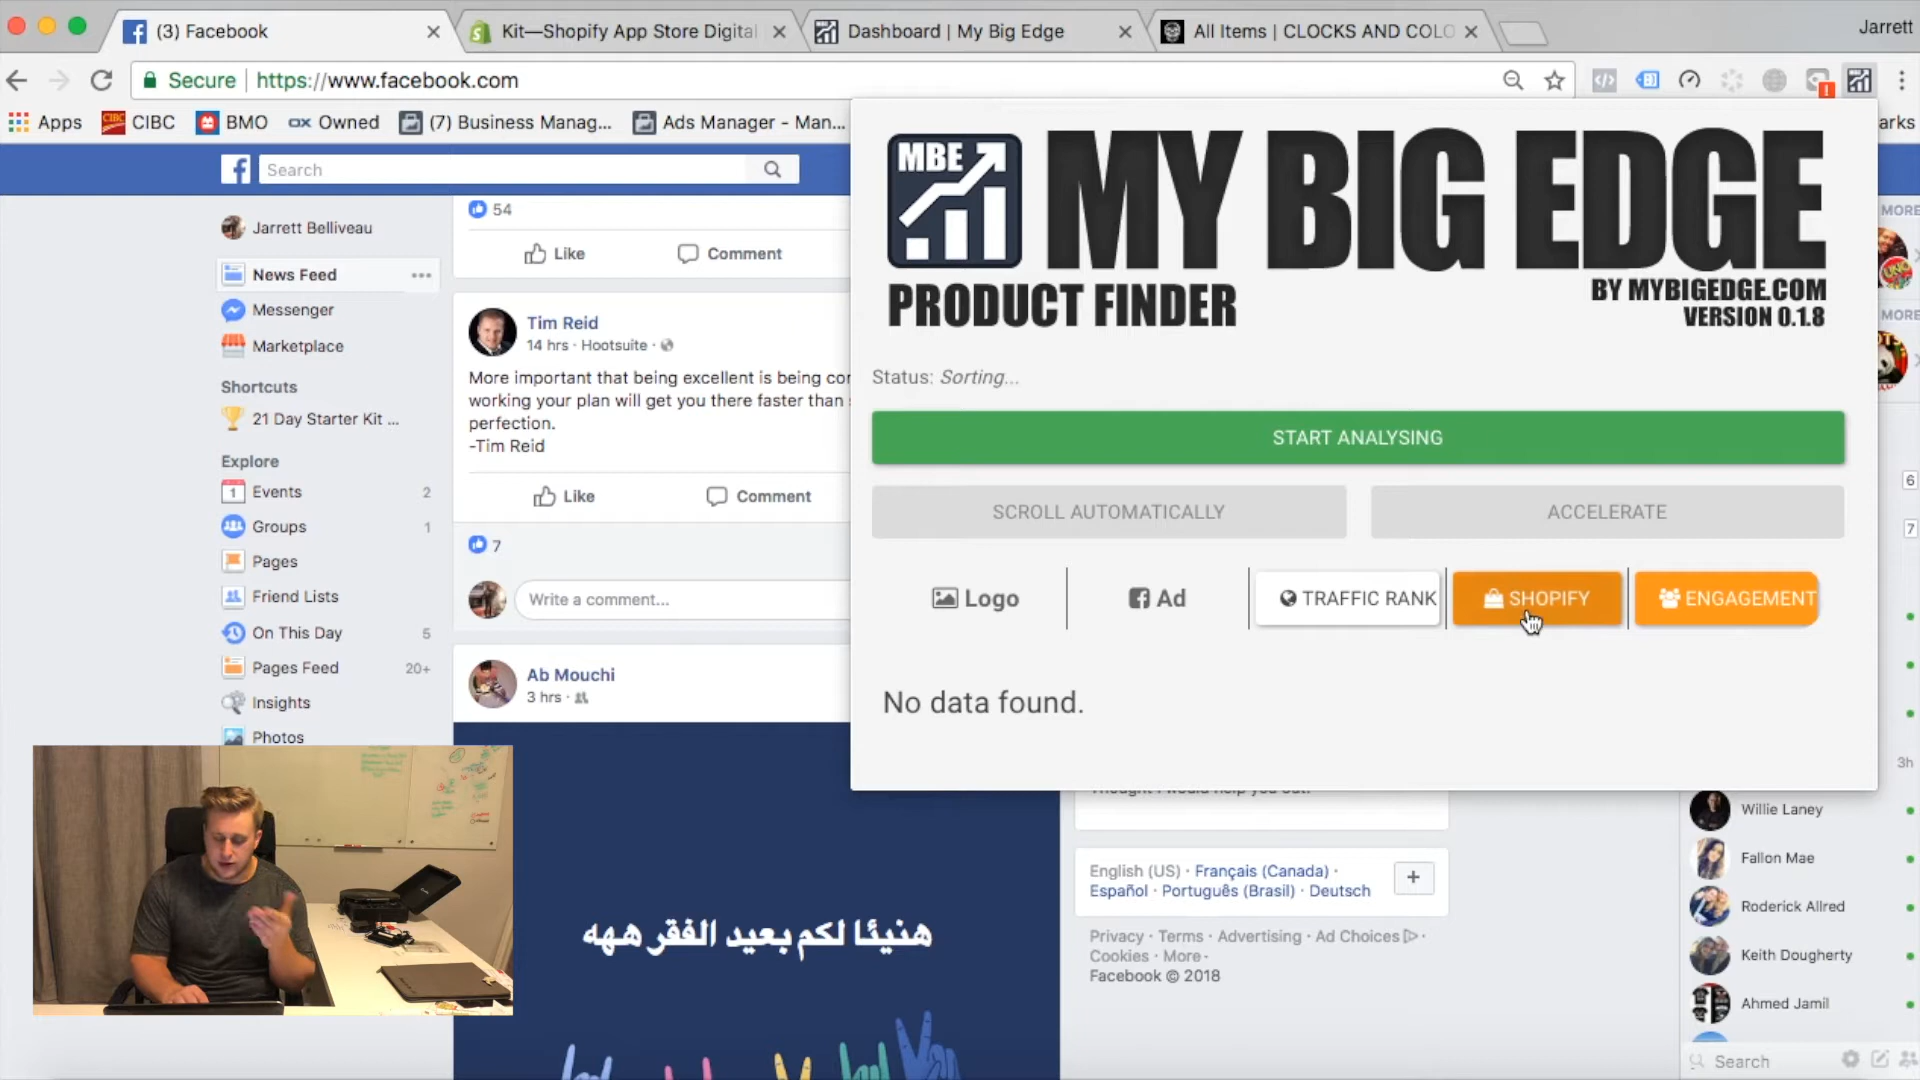 (3) Facebook
Kit—Shopify App Store Digital
Dashboard | My Big Edge
All Items | CLOCKS AND COLO
Jarrett
Secure
https://www.facebook.com
Apps
CIBC
BMO
ox Owned
(7) Business Manag...
Ads Manager - Man...
arks
Search
MBE
MY BIG EDGE
PRODUCT FINDER
BY MYBIGEDGE.COM
VERSION 0.1.8
Status: Sorting...
START ANALYSING
SCROLL AUTOMATICALLY
ACCELERATE
Logo
Ad
TRAFFIC RANK
SHOPIFY
ENGAGEMENT
No data found.
Jarrett Belliveau
News Feed
Messenger
Marketplace
Shortcuts
21 Day Starter Kit ...
Explore
Events 2
Groups 1
Pages
Friend Lists
On This Day 5
Pages Feed 20+
Insights
Photos
54
Like
Comment
Tim Reid
14 hrs · Hootsuite ·
More important that being excellent is being con
working your plan will get you there faster than
perfection.
-Tim Reid
Like
Comment
7
Write a comment...
Ab Mouchi
3 hrs ·
هنيئا لكم بعيد الفقر ههه
MORE
UNO
MORE
6
7
3h
English (US) · Français (Canada) ·
Español · Português (Brasil) · Deutsch
Privacy · Terms · Advertising · Ad Choices ·
Cookies · More ·
Facebook © 2018
Willie Laney
Fallon Mae
Roderick Allred
Keith Dougherty
Ahmed Jamil
Search